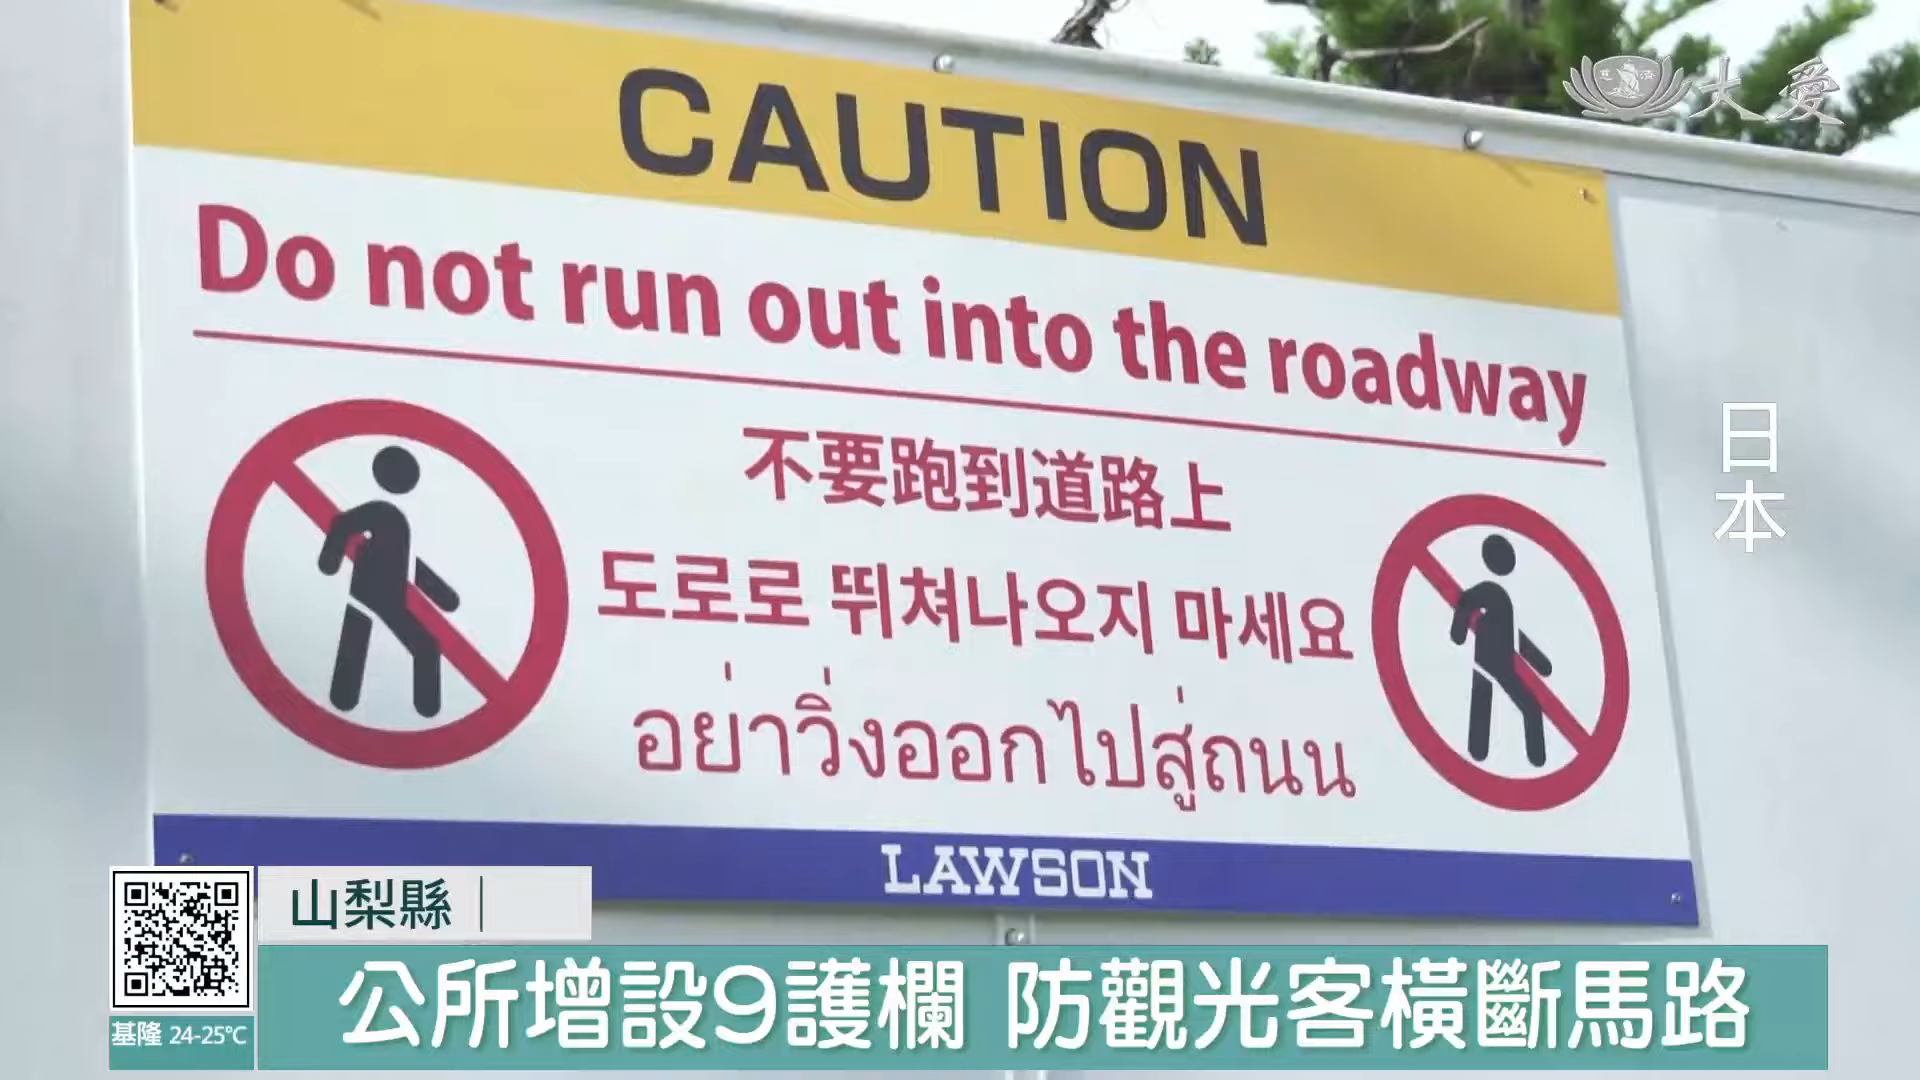 大愛
CAUTION
Do not run out into the roadway
不要跑到道路上
도로로 뛰쳐나오지 마세요
อย่าวิ่งออกไปสู่ถนน
LAWSON
日本
山梨縣
公所增設9護欄 防觀光客橫斷馬路
基隆 24-25℃